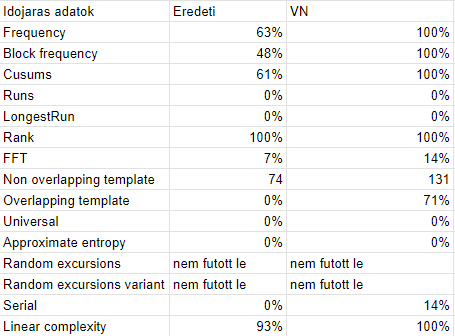 Idojaras adatok Eredeti VN
Frequency 63% 100%
Block frequency 48% 100%
Cusums 61% 100%
Runs 0% 0%
LongestRun 0% 0%
Rank 100% 100%
FFT 7% 14%
Non overlapping template 74 131
Overlapping template 0% 71%
Universal 0% 0%
Approximate entropy 0% 0%
Random excursions nem futott le nem futott le
Random excursions variant nem futott le nem futott le
Serial 0% 14%
Linear complexity 93% 100%